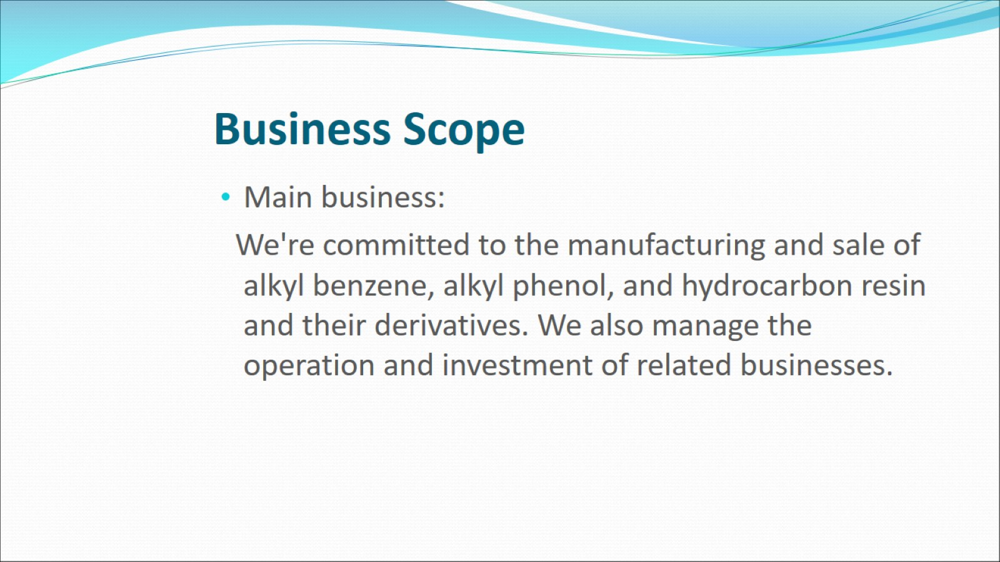 Business Scope
• Main business:
We're committed to the manufacturing and sale of
alkyl benzene, alkyl phenol, and hydrocarbon resin
and their derivatives. We also manage the
operation and investment of related businesses.